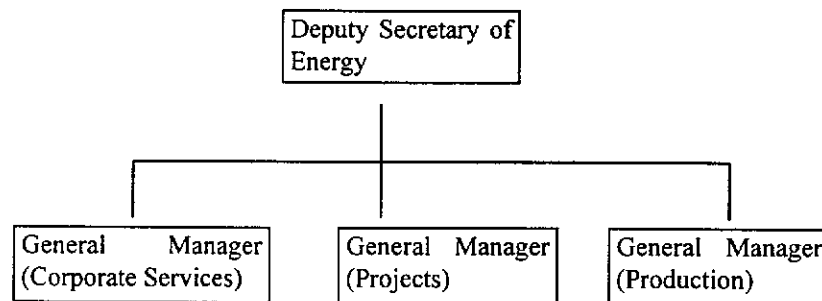 Deputy Secretary of
Energy
General Manager
(Corporate Services)
General Manager
(Projects)
General Manager
(Production)